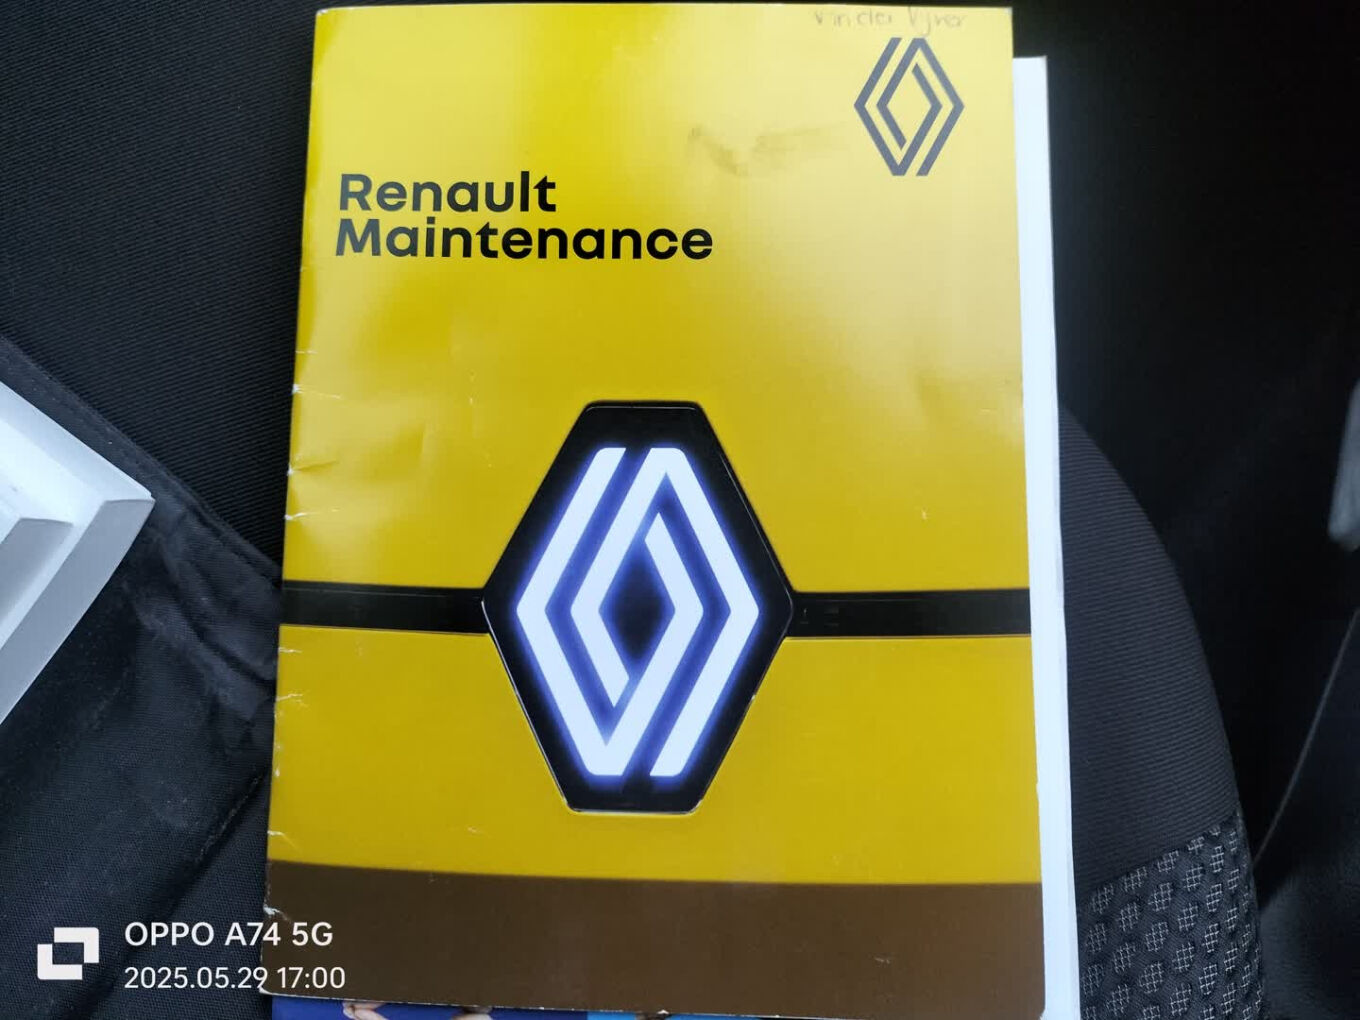 Renault
Maintenance
OPPO A74 5G
2025.05.29 17:00